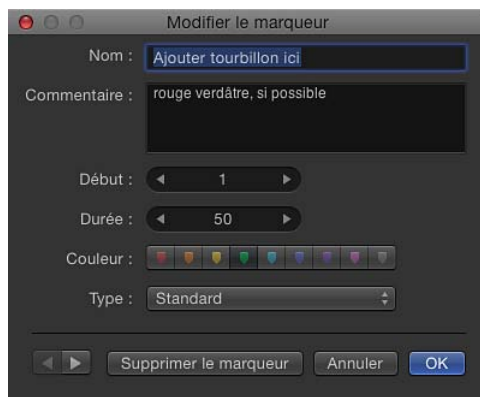 Modifier le marqueur
Nom : Ajouter tourbillon ici
Commentaire : rouge verdâtre, si possible
Début : 1
Durée : 50
Couleur :
Type : Standard
Supprimer le marqueur Annuler OK